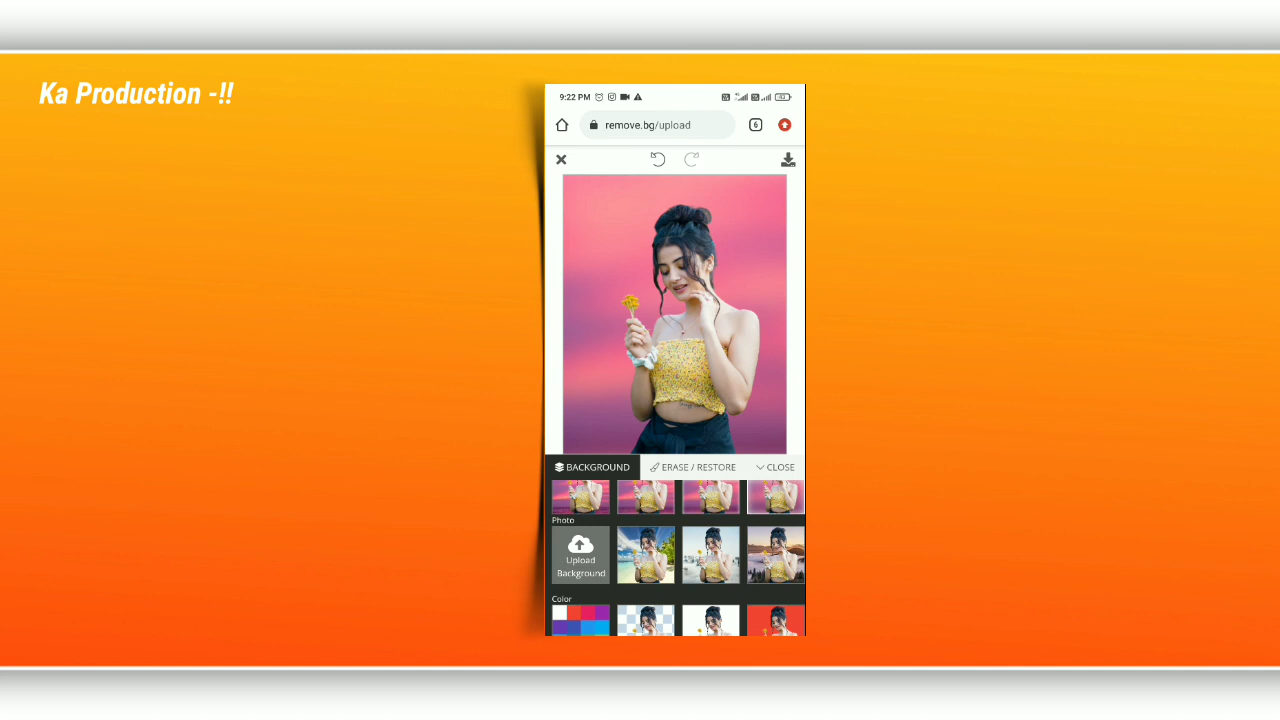 Ka Production -!!
9:22 PM
remove.bg/upload
6
BACKGROUND
ERASE / RESTORE
CLOSE
Photo
Upload
Background
Color